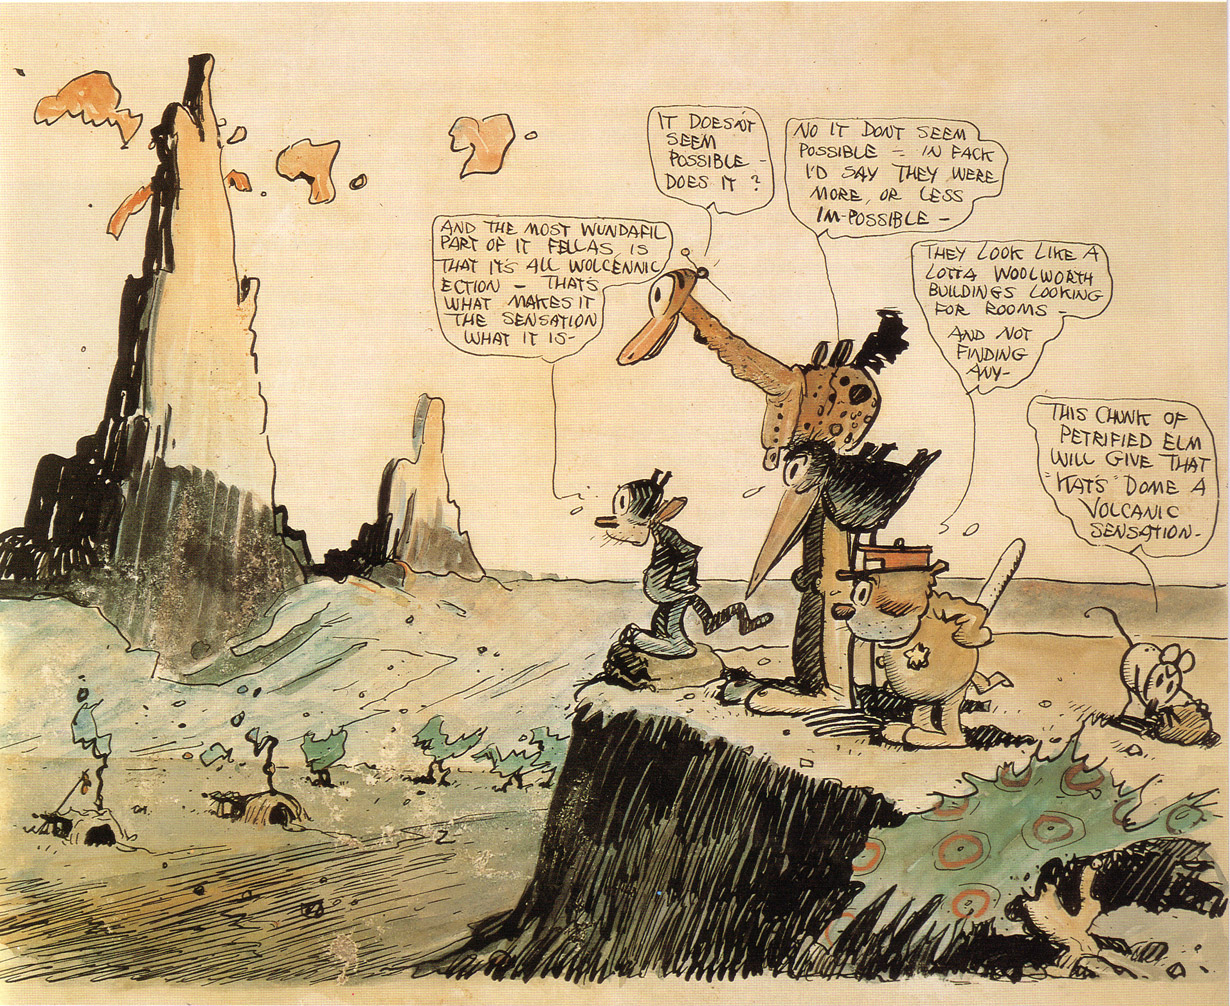 AND THE MOST WUNDAFIL
PART OF IT FELLAS, IS
THAT IT'S ALL WOLCENNIC
ECTION – THAT'S
WHAT MAKES IT
THE SENSATION
WHAT IT IS–
IT DOESN'T
SEEM
POSSIBLE –
DOES IT ?
NO IT DON'T SEEM
POSSIBLE – IN FACK
I'D SAY THEY WERE
MORE, OR LESS
IM-POSSIBLE –
THEY LOOK LIKE A
LOTTA WOOLWORTH
BUILDINGS LOOKING
FOR ROOMS –
AND NOT
FINDING
ANY–
THIS CHUNK OF
PETRIFIED ELM
WILL GIVE THAT
"KATS" DOME A
VOLCANIC
SENSATION–